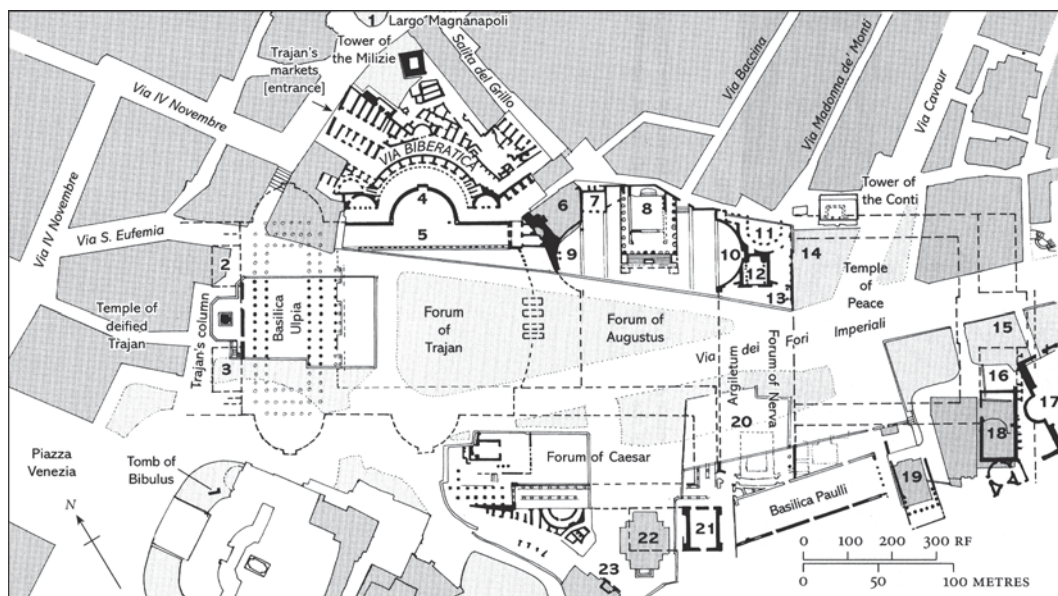 1
Largo Magnanapoli
Tower of
the Milizie
Trajan's
markets
[entrance]
Salita del Grillo
Via IV Novembre
Via Baccina
Via Madonna de' Monti
Via Cavour
VIA BIBERATICA
Tower of
the Conti
4
5
6
7
8
9
10
11
12
13
14
Via IV Novembre
Via S. Eufemia
2
Temple of
deified
Trajan
Trajan's column
Basilica
Ulpia
3
Forum
of
Trajan
Forum of
Augustus
Temple
of
Peace
Via dei Fori Imperiali
Argiletum
Forum of Nerva
15
16
17
18
19
20
Piazza
Venezia
Tomb of
Bibulus
Forum of Caesar
Basilica Paulli
21
22
23
N
0 100 200 300 RF
0 50 100 METRES